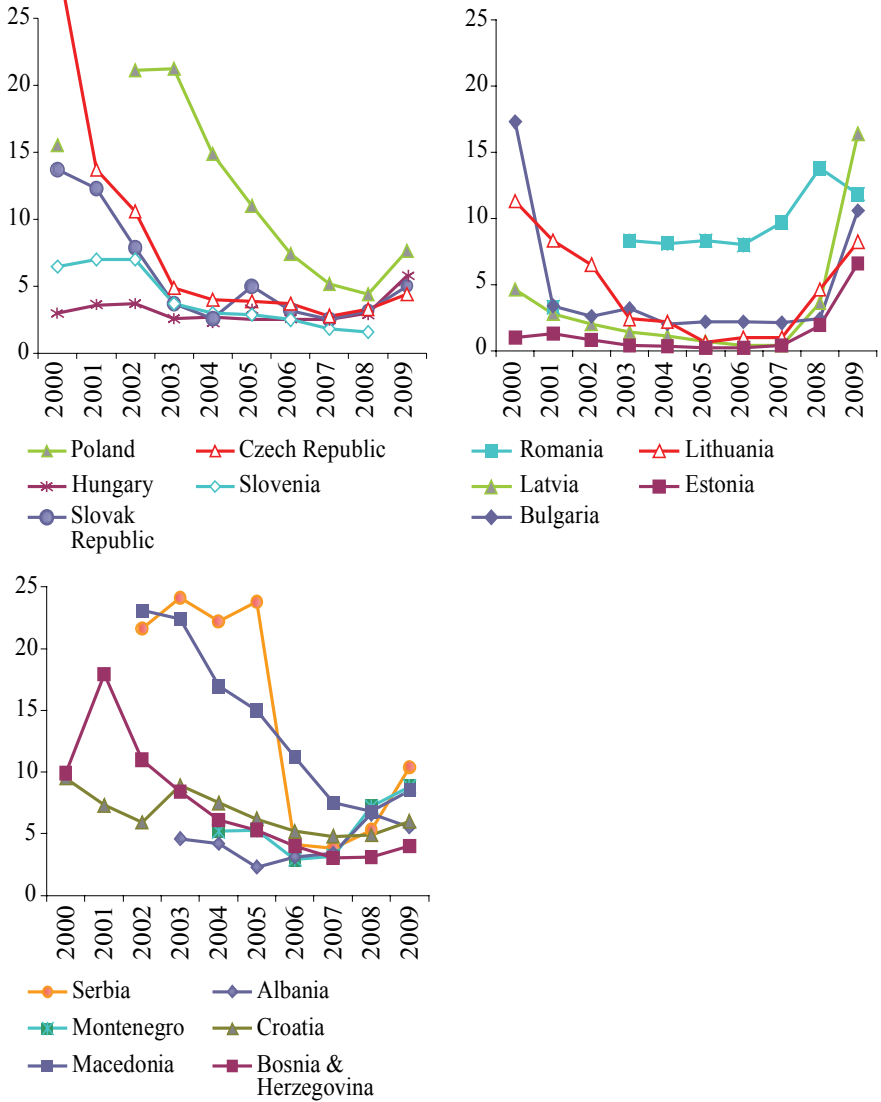 25
20
15
10
5
0
2000
2001
2002
2003
2004
2005
2006
2007
2008
2009
Poland
Czech Republic
Hungary
Slovenia
Slovak
Republic
25
20
15
10
5
0
2000
2001
2002
2003
2004
2005
2006
2007
2008
2009
Romania
Lithuania
Latvia
Estonia
Bulgaria
25
20
15
10
5
0
2000
2001
2002
2003
2004
2005
2006
2007
2008
2009
Serbia
Albania
Montenegro
Croatia
Macedonia
Bosnia &
Herzegovina